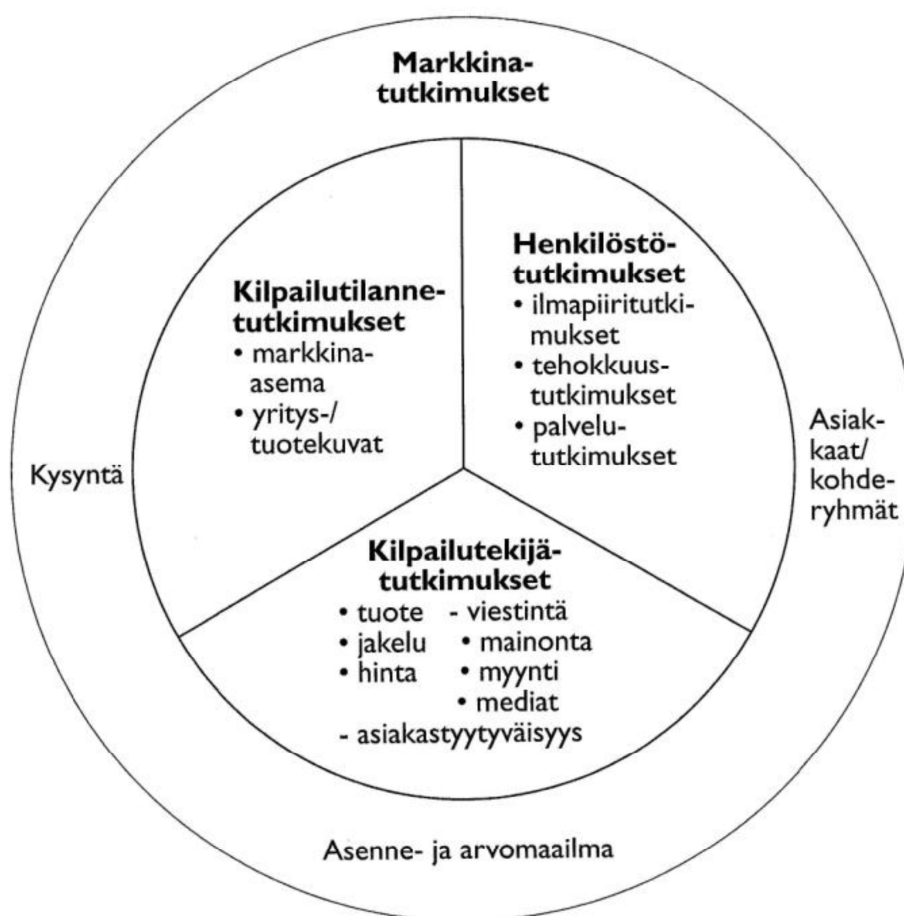 Markkina-
tutkimukset
Kilpailutilanne-
tutkimukset
• markkina-
asema
• yritys-/
tuotekuvat
Henkilöstö-
tutkimukset
• ilmapiiritutki-
mukset
• tehokkuus-
tutkimukset
• palvelu-
tutkimukset
Kysyntä
Asiak-
kaat/
kohde-
ryhmät
Kilpailutekijä-
tutkimukset
• tuote - viestintä
• jakelu • mainonta
• hinta • myynti
• mediat
- asiakastyytyväisyys
Asenne- ja arvomaailma